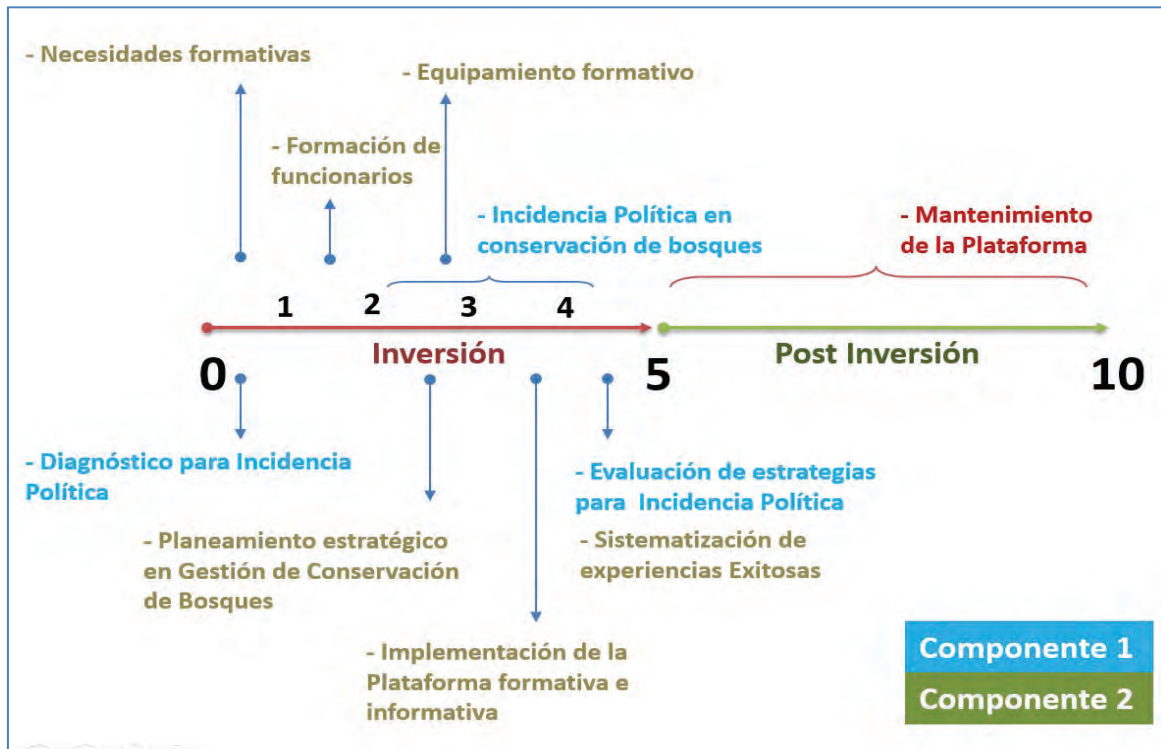 - Necesidades formativas
- Equipamiento formativo
- Formación de
funcionarios
- Incidencia Política en
conservación de bosques
- Mantenimiento
de la Plataforma
1
2
3
4
Inversión
Post Inversión
0
5
10
- Diagnóstico para Incidencia
Política
- Evaluación de estrategias
para Incidencia Política
- Planeamiento estratégico
en Gestión de Conservación
de Bosques
- Sistematización de
experiencias Exitosas
- Implementación de la
Plataforma formativa e
informativa
Componente 1
Componente 2